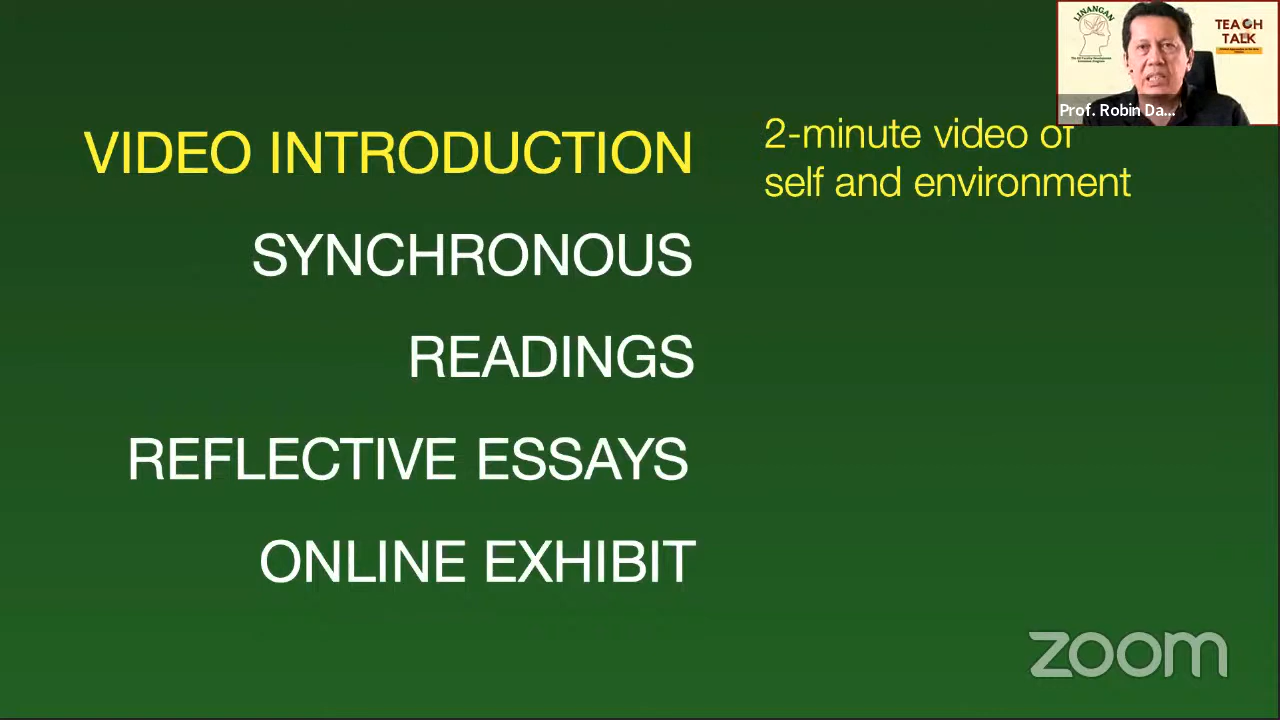 LINANGAN
TEACH
TALK
Prof. Robin Da...
VIDEO INTRODUCTION
2-minute video of
self and environment
SYNCHRONOUS
READINGS
REFLECTIVE ESSAYS
ONLINE EXHIBIT
zoom